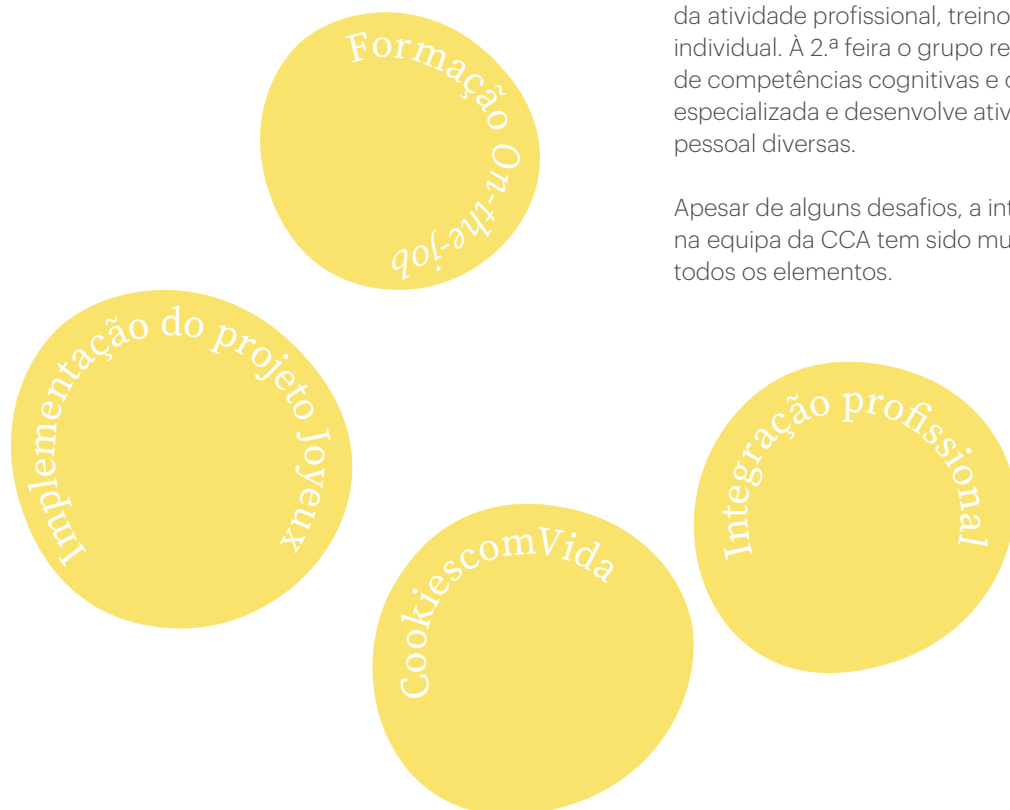 da atividade profissional, treino
individual. À 2.ª feira o grupo re
de competências cognitivas e
especializada e desenvolve ativ
pessoal diversas.
Apesar de alguns desafios, a int
na equipa da CCA tem sido mu
todos os elementos.
Formação On-the-job
Implementação do projeto Joyeux
Integração profissional
CookiescomVida